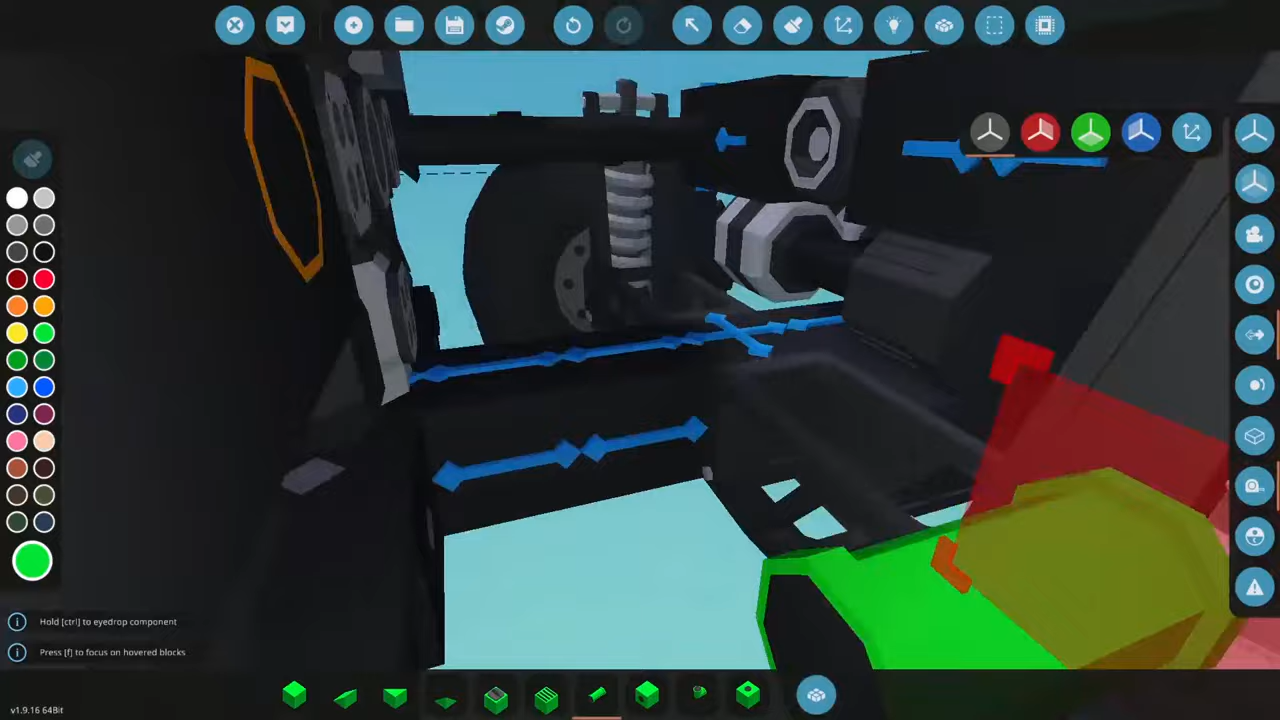 Hold [ctrl] to eyedrop component
Press [f] to focus on hovered blocks
v1.9.16 64Bit